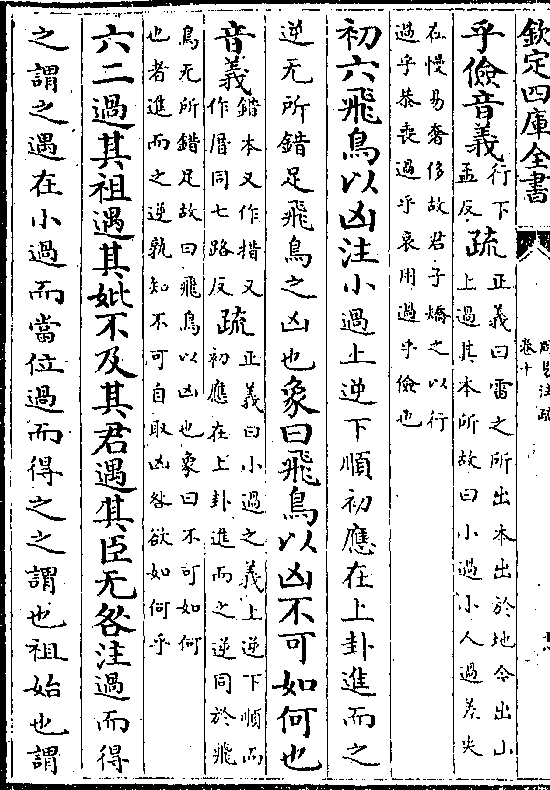 欽定四庫全書
周易注疏
卷十
乎儉音義
行下
孟反
疏
正義曰雷之所出本出於地今出山
上過其本所故曰小過小人過差失
在慢易奢侈故君子矯之以行
過乎恭喪過乎哀用過乎儉也
初六飛鳥以凶注小過上逆下順初應在上卦進而之
逆无所錯足飛鳥之凶也象曰飛鳥以凶不可如何也
音義
錯本又作措又
作厝同七路反
疏
正義曰小過之義上逆下順而
初應在上卦進而之逆同於飛
鳥无所錯足故曰飛鳥以凶也象曰不可如何
也者進而之逆孰知不可自取凶咎欲如何乎
六二過其祖遇其妣不及其君遇其臣无咎注過而得
之謂之遇在小過而當位過而得之之謂也祖始也謂